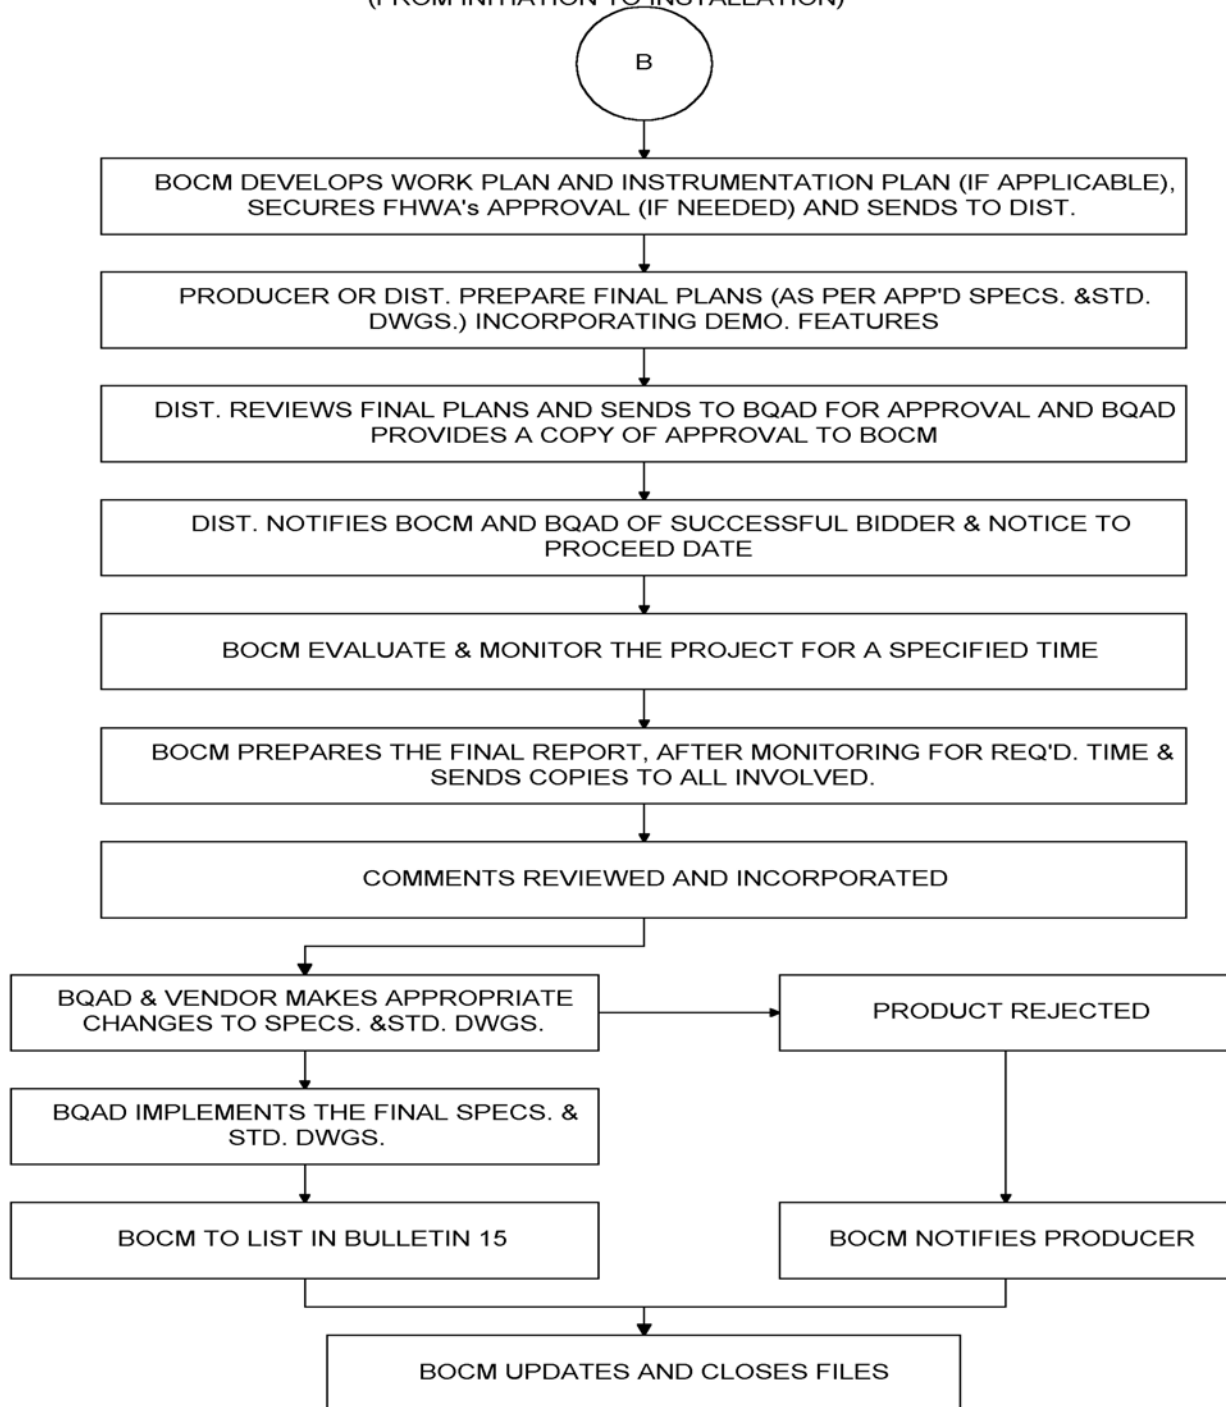 (FROM INITIATION TO INSTALLATION)
B
BOCM DEVELOPS WORK PLAN AND INSTRUMENTATION PLAN (IF APPLICABLE),
SECURES FHWA's APPROVAL (IF NEEDED) AND SENDS TO DIST.
PRODUCER OR DIST. PREPARE FINAL PLANS (AS PER APP'D SPECS. &STD.
DWGS.) INCORPORATING DEMO. FEATURES
DIST. REVIEWS FINAL PLANS AND SENDS TO BQAD FOR APPROVAL AND BQAD
PROVIDES A COPY OF APPROVAL TO BOCM
DIST. NOTIFIES BOCM AND BQAD OF SUCCESSFUL BIDDER & NOTICE TO
PROCEED DATE
BOCM EVALUATE & MONITOR THE PROJECT FOR A SPECIFIED TIME
BOCM PREPARES THE FINAL REPORT, AFTER MONITORING FOR REQ'D. TIME &
SENDS COPIES TO ALL INVOLVED.
COMMENTS REVIEWED AND INCORPORATED
BQAD & VENDOR MAKES APPROPRIATE
CHANGES TO SPECS. &STD. DWGS.
PRODUCT REJECTED
BQAD IMPLEMENTS THE FINAL SPECS. &
STD. DWGS.
BOCM TO LIST IN BULLETIN 15
BOCM NOTIFIES PRODUCER
BOCM UPDATES AND CLOSES FILES